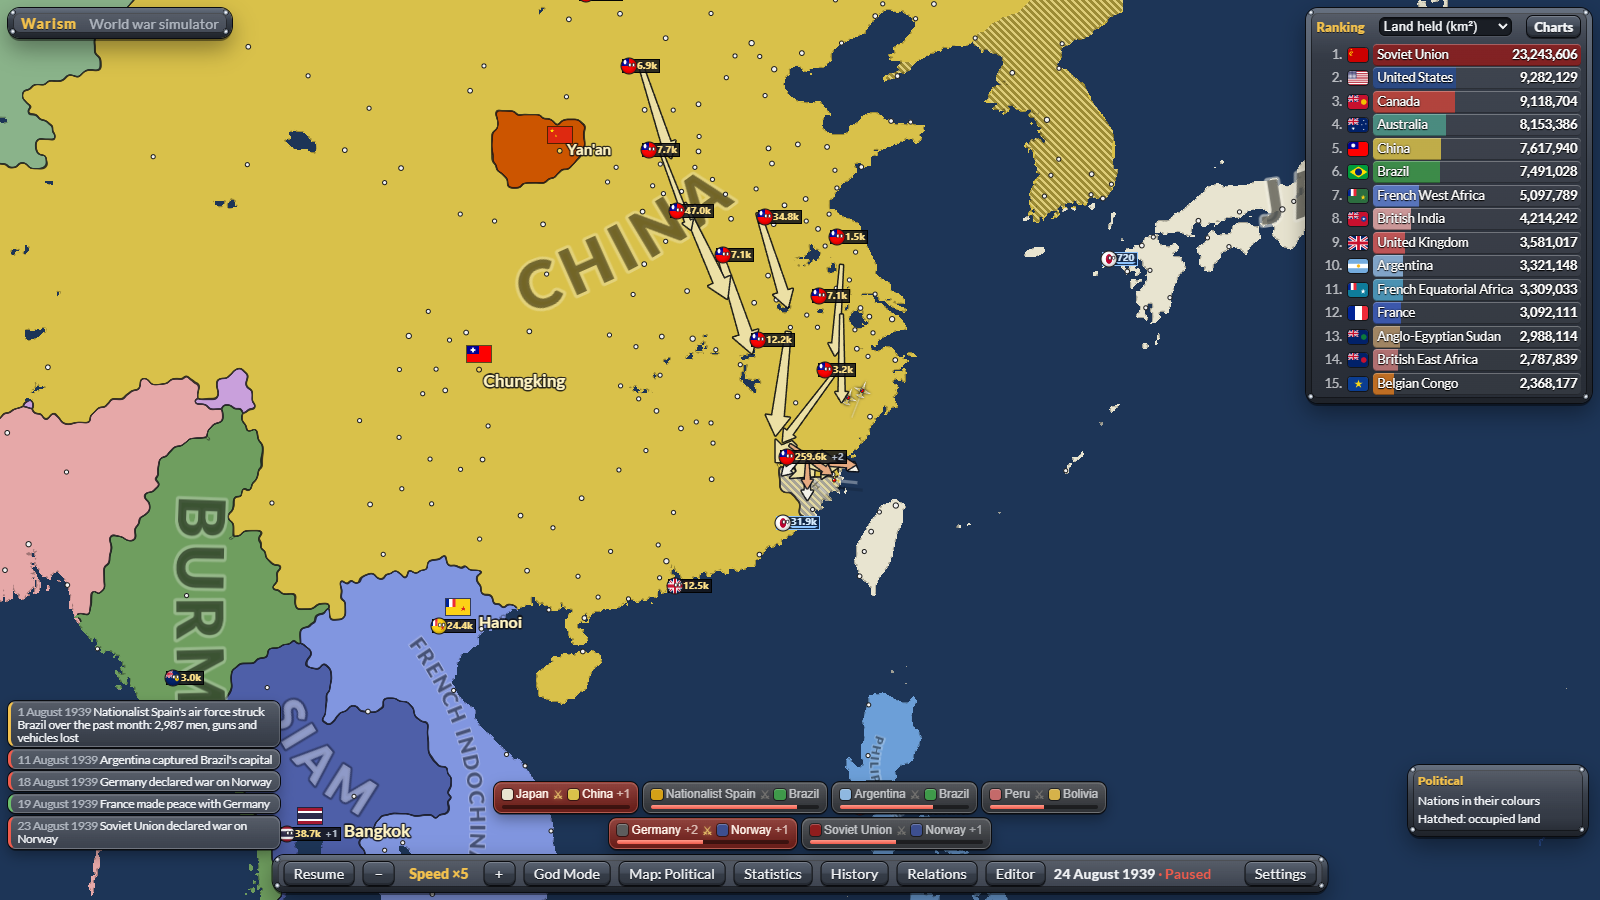 Warism World war simulator
Ranking Land held (km²) Charts
1. Soviet Union 23,243,606
2. United States 9,282,129
3. Canada 9,118,704
4. Australia 8,153,386
5. China 7,617,940
6. Brazil 7,491,028
7. French West Africa 5,097,789
8. British India 4,214,242
9. United Kingdom 3,581,017
10. Argentina 3,321,148
11. French Equatorial Africa 3,309,033
12. France 3,092,111
13. Anglo-Egyptian Sudan 2,988,114
14. British East Africa 2,787,839
15. Belgian Congo 2,368,177
6.9k
7.7k
Yan'an
47.0k
34.8k
1.5k
CHINA
7.1k
720
7.1k
12.2k
Chungking
3.2k
259.6k +2
31.9k
12.5k
BURM
24.4k
Hanoi
FRENCH INDOCHIN
3.0k
SIAM
PHILIP
38.7k +1
Bangkok
1 August 1939 Nationalist Spain's air force struck
Brazil over the past month: 2,987 men, guns and
vehicles lost
11 August 1939 Argentina captured Brazil's capital
18 August 1939 Germany declared war on Norway
19 August 1939 France made peace with Germany
23 August 1939 Soviet Union declared war on
Norway
Japan China +1
Nationalist Spain Brazil
Argentina Brazil
Peru Bolivia
Germany +2 Norway +1
Soviet Union Norway +1
Political
Nations in their colours
Hatched: occupied land
Resume − Speed ×5 + God Mode Map: Political Statistics History Relations Editor 24 August 1939 · Paused Settings